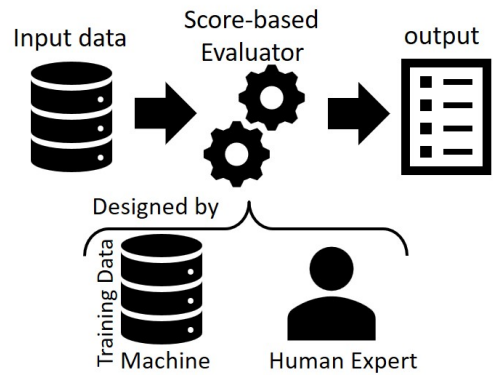 Input data
Score-based
Evaluator
output
Designed by
Training Data
Machine
Human Expert